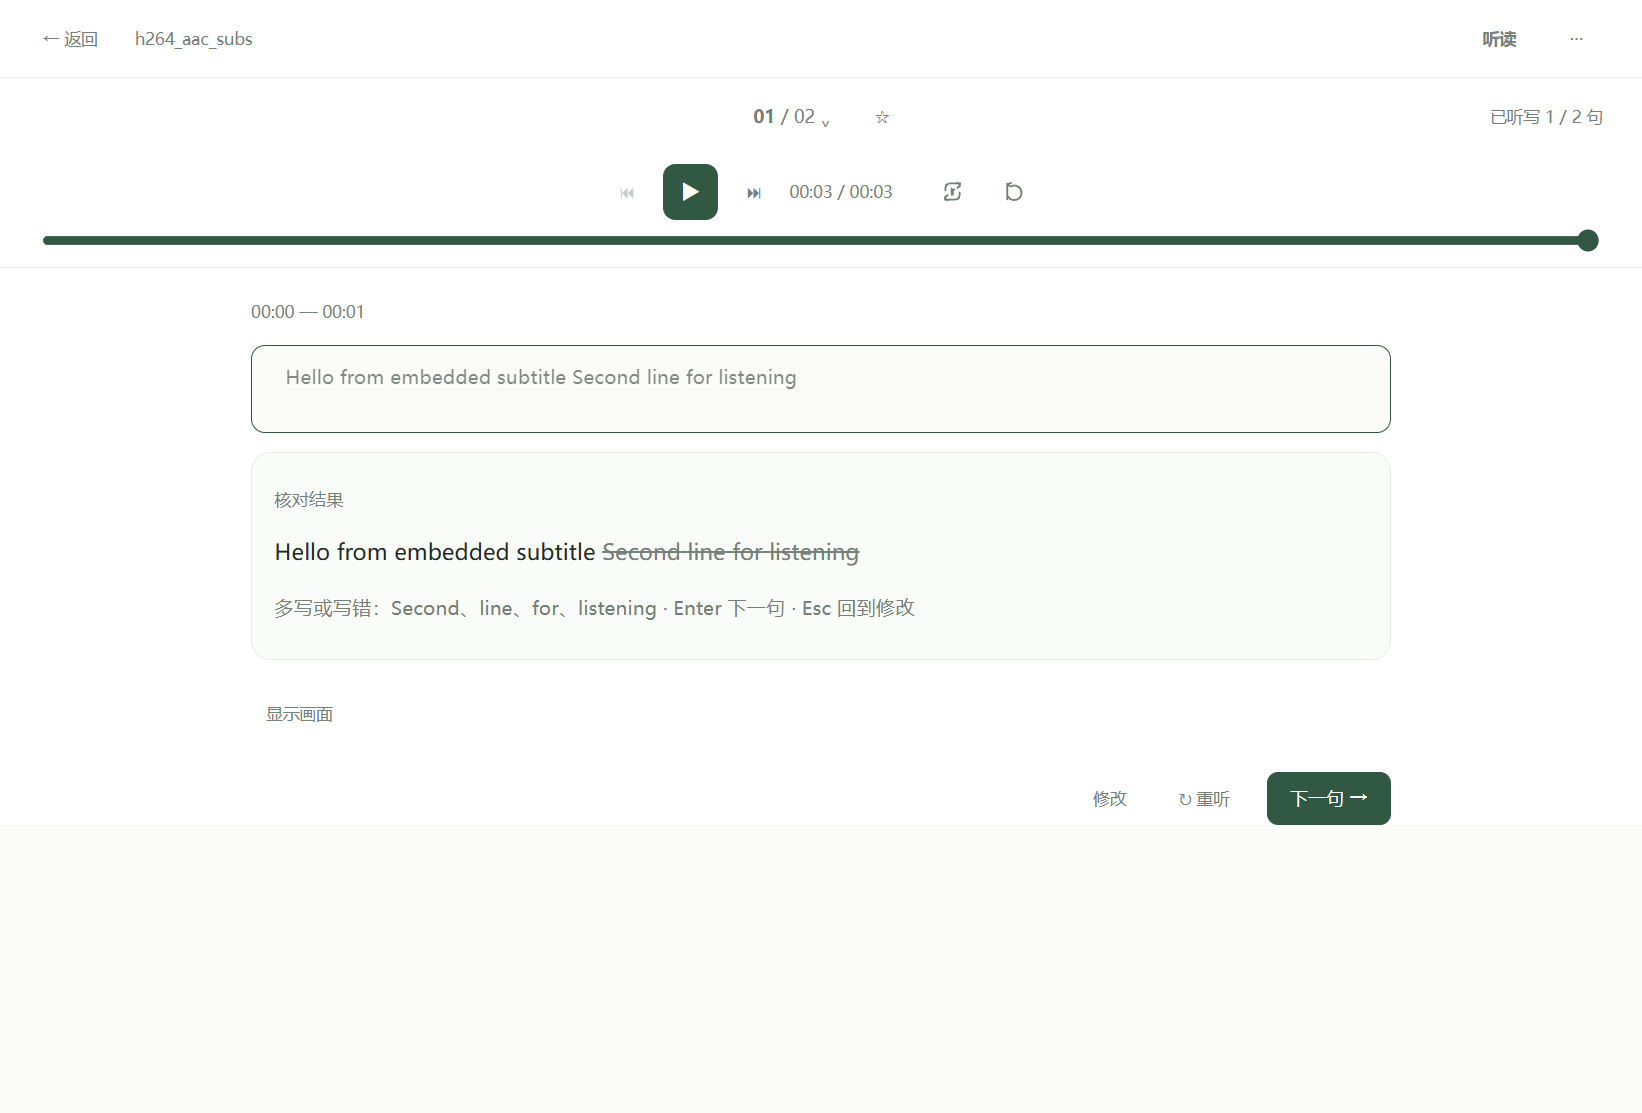 ← 返回 h264_aac_subs 听读 ...
01 / 02 ⌄ ☆ 已听写 1 / 2 句
00:03 / 00:03
00:00 — 00:01
Hello from embedded subtitle Second line for listening
核对结果
Hello from embedded subtitle Second line for listening
多写或写错：Second、line、for、listening · Enter 下一句 · Esc 回到修改
显示画面
修改 ↻ 重听 下一句 →